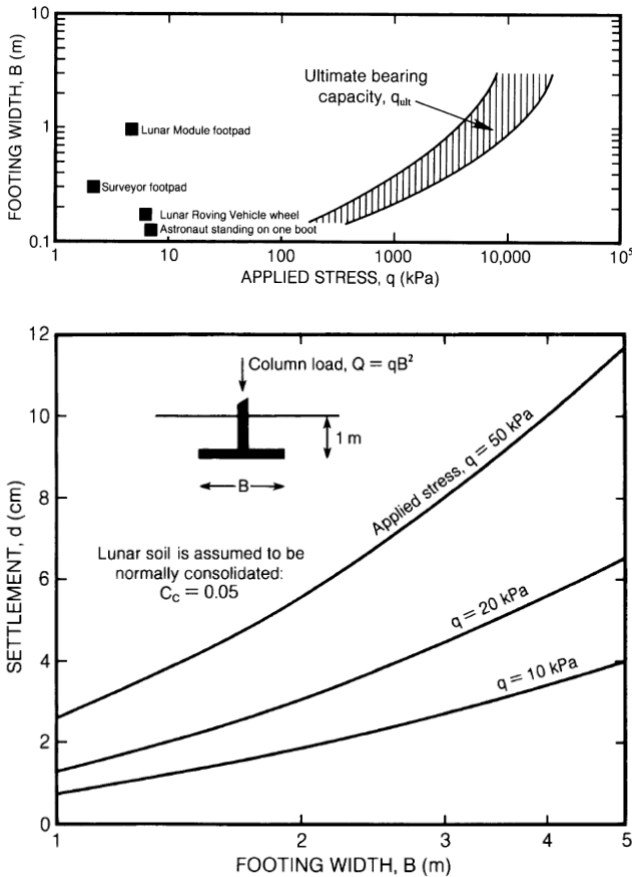 10
1
0.1
FOOTING WIDTH, B (m)
Ultimate bearing
capacity, qult
Lunar Module footpad
Surveyor footpad
Lunar Roving Vehicle wheel
Astronaut standing on one boot
1 10 100 1000 10,000 10⁵
APPLIED STRESS, q (kPa)
12
10
8
6
4
2
0
SETTLEMENT, d (cm)
Column load, Q = qB²
1 m
B
Lunar soil is assumed to be
normally consolidated:
Cc = 0.05
Applied stress, q = 50 kPa
q = 20 kPa
q = 10 kPa
1 2 3 4 5
FOOTING WIDTH, B (m)